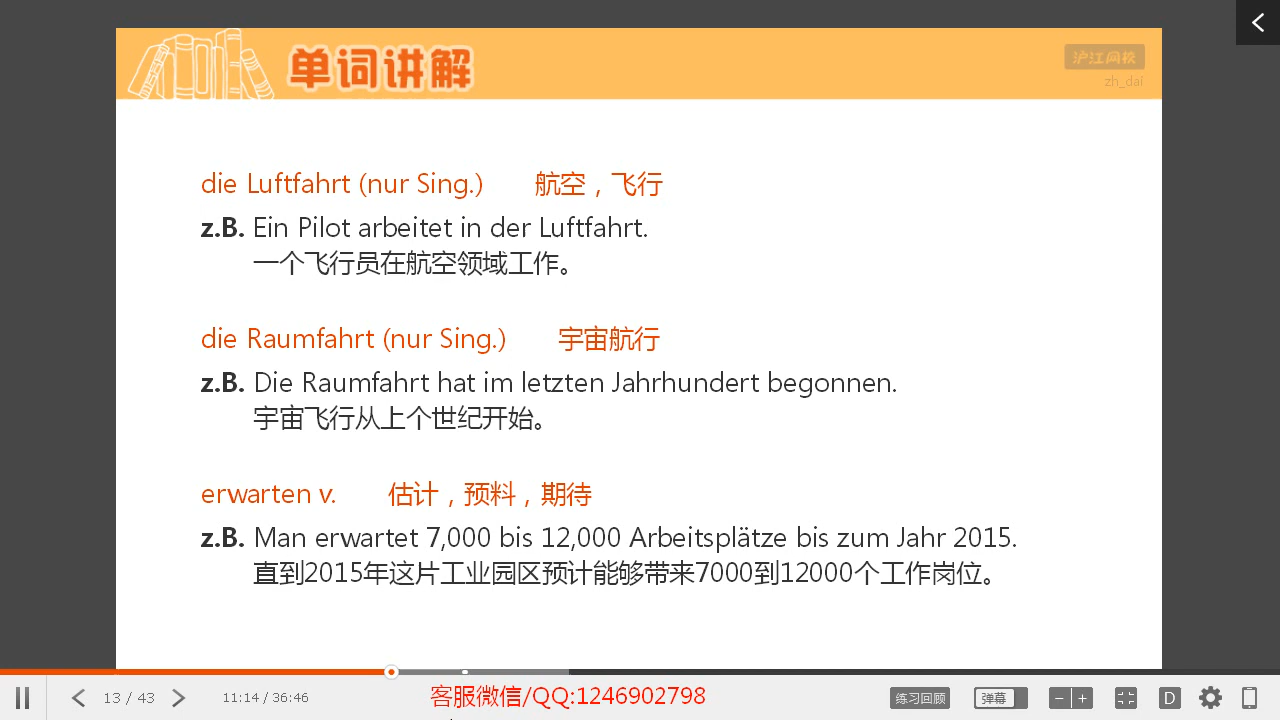 单词讲解
沪江网校
zh_dai
die Luftfahrt (nur Sing.) 航空，飞行
z.B. Ein Pilot arbeitet in der Luftfahrt.
一个飞行员在航空领域工作。
die Raumfahrt (nur Sing.) 宇宙航行
z.B. Die Raumfahrt hat im letzten Jahrhundert begonnen.
宇宙飞行从上个世纪开始。
erwarten v. 估计，预料，期待
z.B. Man erwartet 7,000 bis 12,000 Arbeitsplätze bis zum Jahr 2015.
直到2015年这片工业园区预计能够带来7000到12000个工作岗位。
13 / 43 11:14 / 36:46 客服微信/QQ:1246902798 练习回顾 弹幕 D